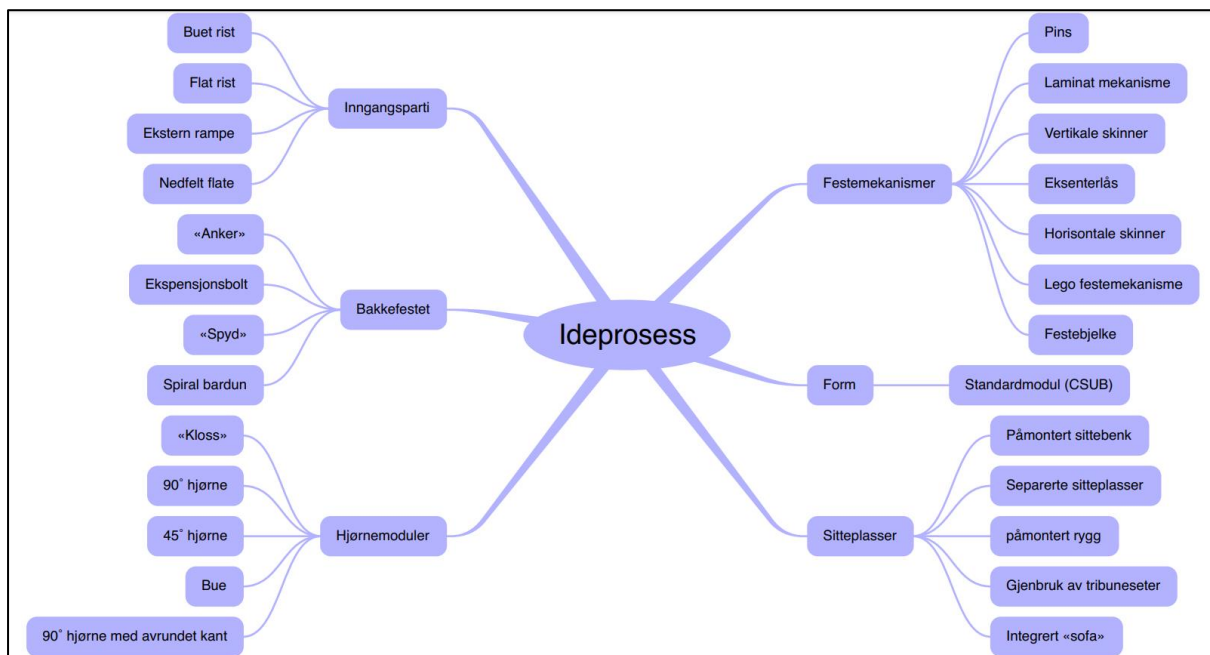 Ideprosess
Inngangsparti
Buet rist
Flat rist
Ekstern rampe
Nedfelt flate
Bakkefestet
«Anker»
Ekspensjonsbolt
«Spyd»
Spiral bardun
Hjørnemoduler
«Kloss»
90° hjørne
45° hjørne
Bue
90° hjørne med avrundet kant
Festemekanismer
Pins
Laminat mekanisme
Vertikale skinner
Eksenterlås
Horisontale skinner
Lego festemekanisme
Festebjelke
Form
Standardmodul (CSUB)
Sitteplasser
Påmontert sittebenk
Separerte sitteplasser
påmontert rygg
Gjenbruk av tribuneseter
Integrert «sofa»